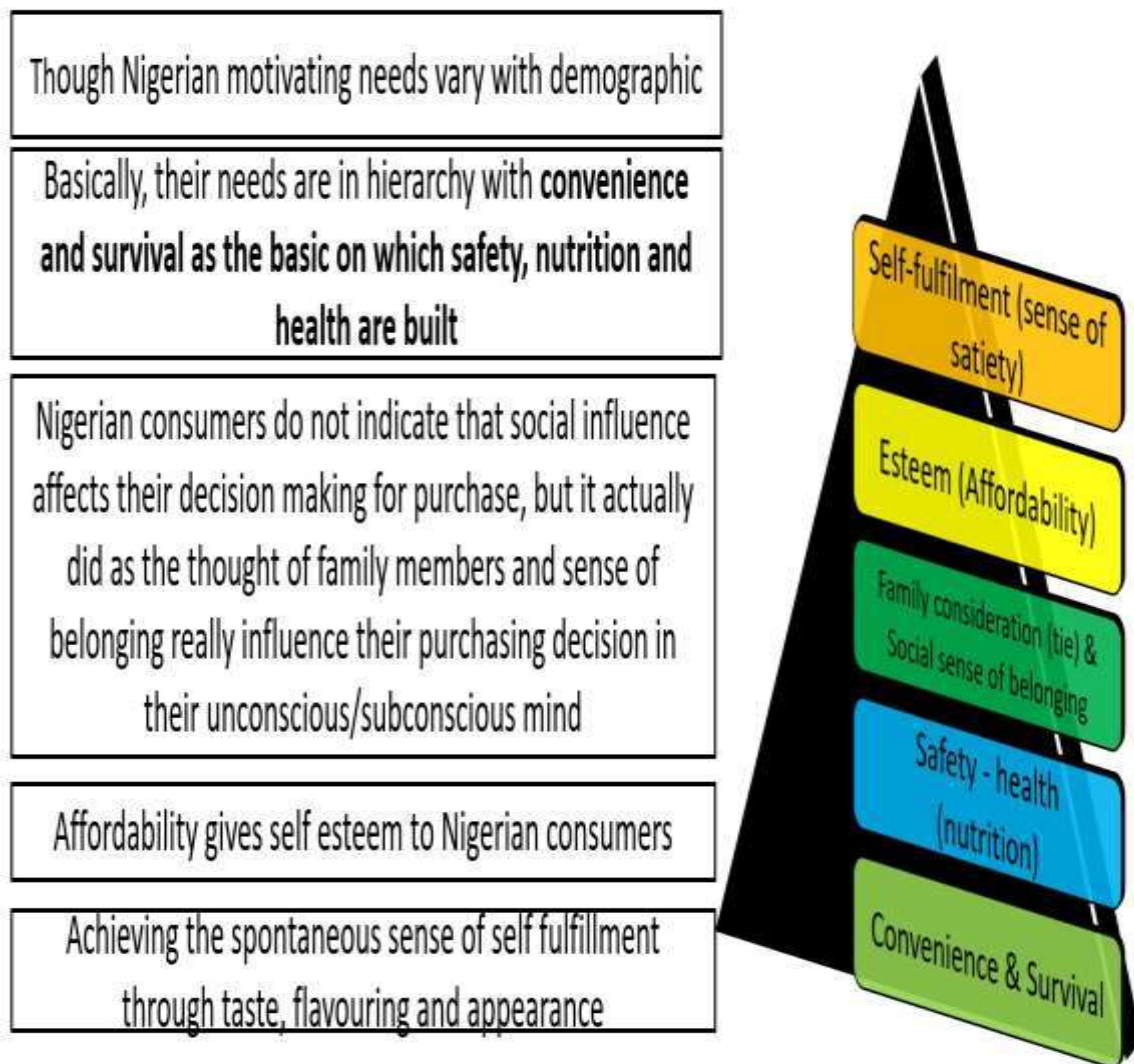 Though Nigerian motivating needs vary with demographic
Basically, their needs are in hierarchy with convenience
and survival as the basic on which safety, nutrition and
health are built
Nigerian consumers do not indicate that social influence
affects their decision making for purchase, but it actually
did as the thought of family members and sense of
belonging really influence their purchasing decision in
their unconscious/subconscious mind
Affordability gives self esteem to Nigerian consumers
Achieving the spontaneous sense of self fulfillment
through taste, flavouring and appearance
Self-fulfilment (sense of
satiety)
Esteem (Affordability)
Family consideration (tie) &
Social sense of belonging
Safety - health
(nutrition)
Convenience & Survival